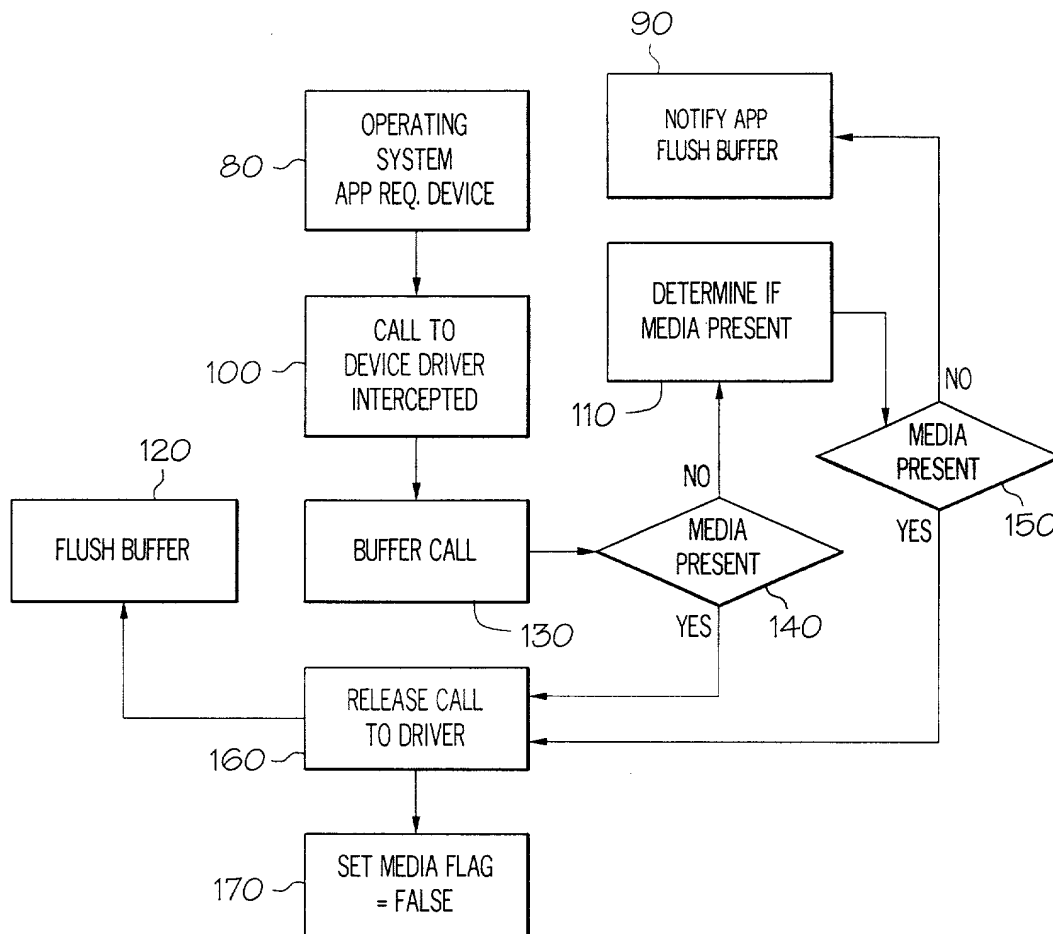 90
NOTIFY APP
FLUSH BUFFER
OPERATING
SYSTEM
APP REQ. DEVICE
80
DETERMINE IF
MEDIA PRESENT
110
CALL TO
DEVICE DRIVER
INTERCEPTED
100
NO
MEDIA
PRESENT
150
YES
120
FLUSH BUFFER
BUFFER CALL
130
NO
MEDIA
PRESENT
140
YES
RELEASE CALL
TO DRIVER
160
SET MEDIA FLAG
= FALSE
170